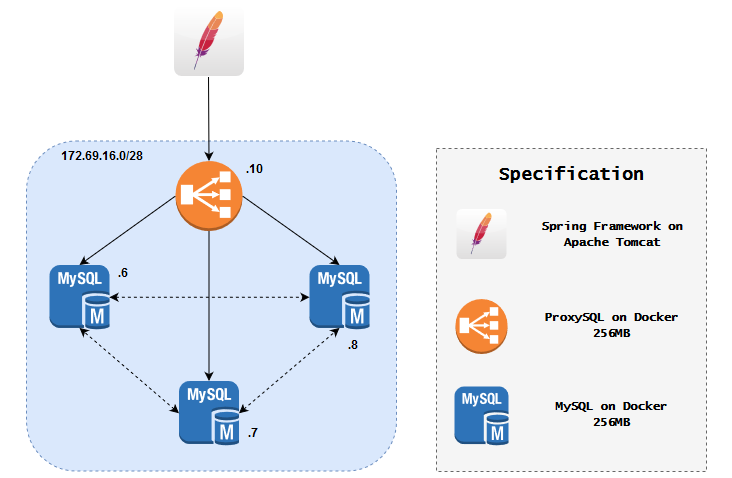 172.69.16.0/28
.10
MySQL
M
.6
MySQL
M
.8
MySQL
M
.7
Specification
Spring Framework on
Apache Tomcat
ProxySQL on Docker
256MB
MySQL
M
MySQL on Docker
256MB